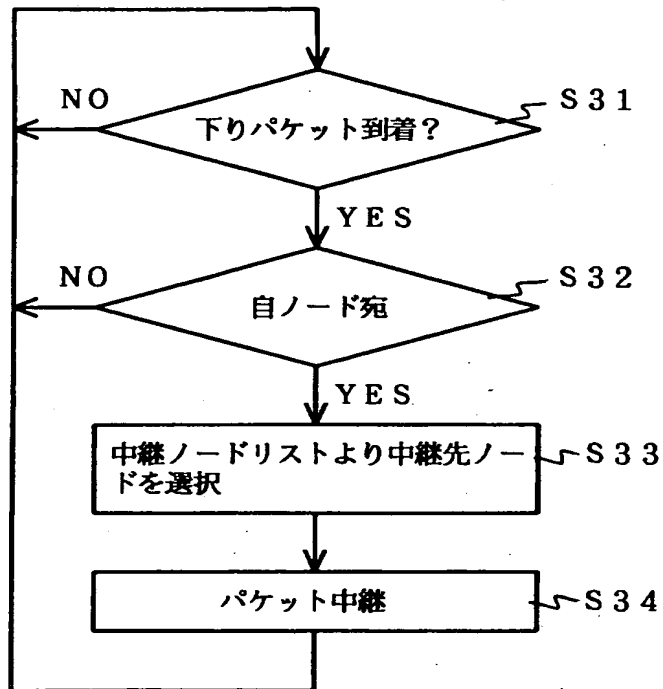 NO
S31
下りパケット到着?
YES
NO
S32
自ノード宛
YES
中継ノードリストより中継先ノー
ドを選択
S33
パケット中継
S34